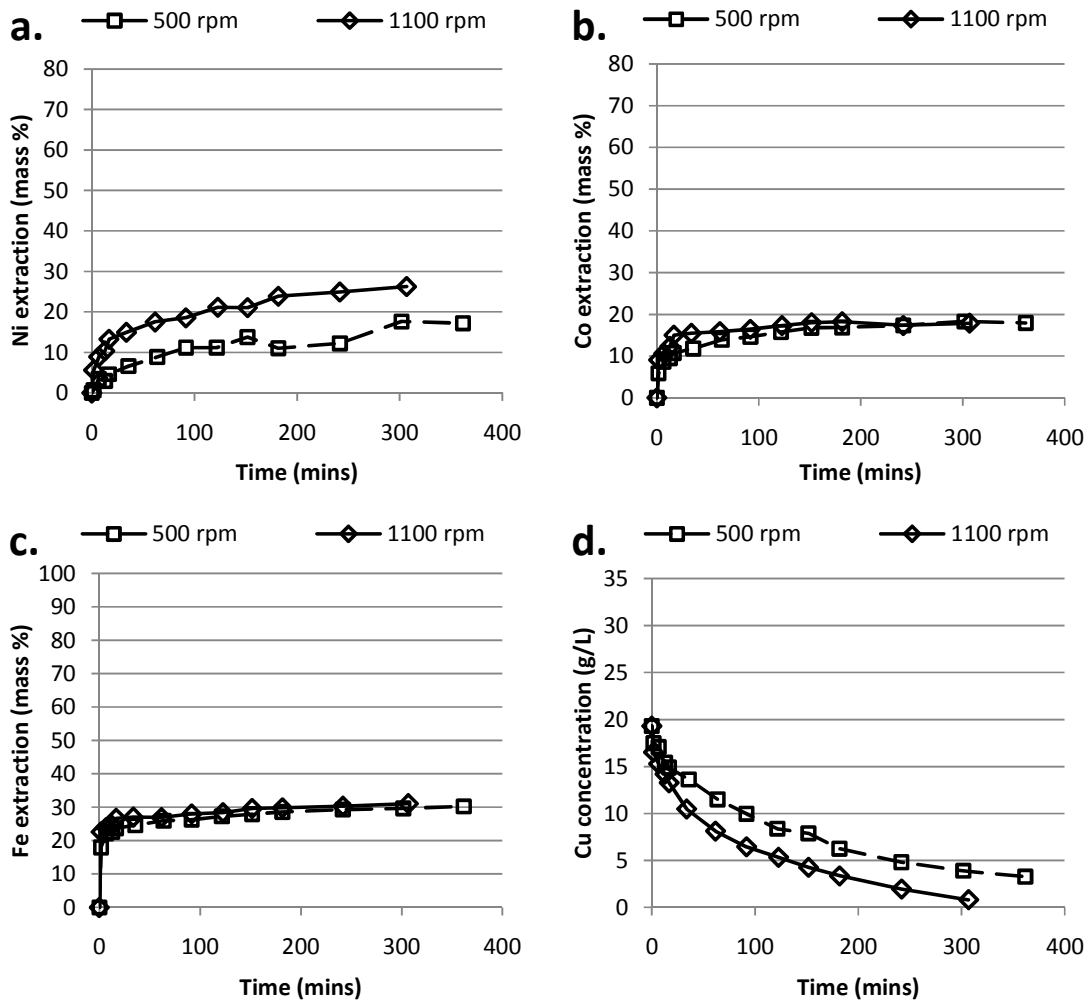 a.
500 rpm
1100 rpm
Ni extraction (mass %)
80
70
60
50
40
30
20
10
0
0 100 200 300 400
Time (mins)
b.
500 rpm
1100 rpm
Co extraction (mass %)
80
70
60
50
40
30
20
10
0
0 100 200 300 400
Time (mins)
c.
500 rpm
1100 rpm
Fe extraction (mass %)
100
90
80
70
60
50
40
30
20
10
0
0 100 200 300 400
Time (mins)
d.
500 rpm
1100 rpm
Cu concentration (g/L)
35
30
25
20
15
10
5
0
0 100 200 300 400
Time (mins)